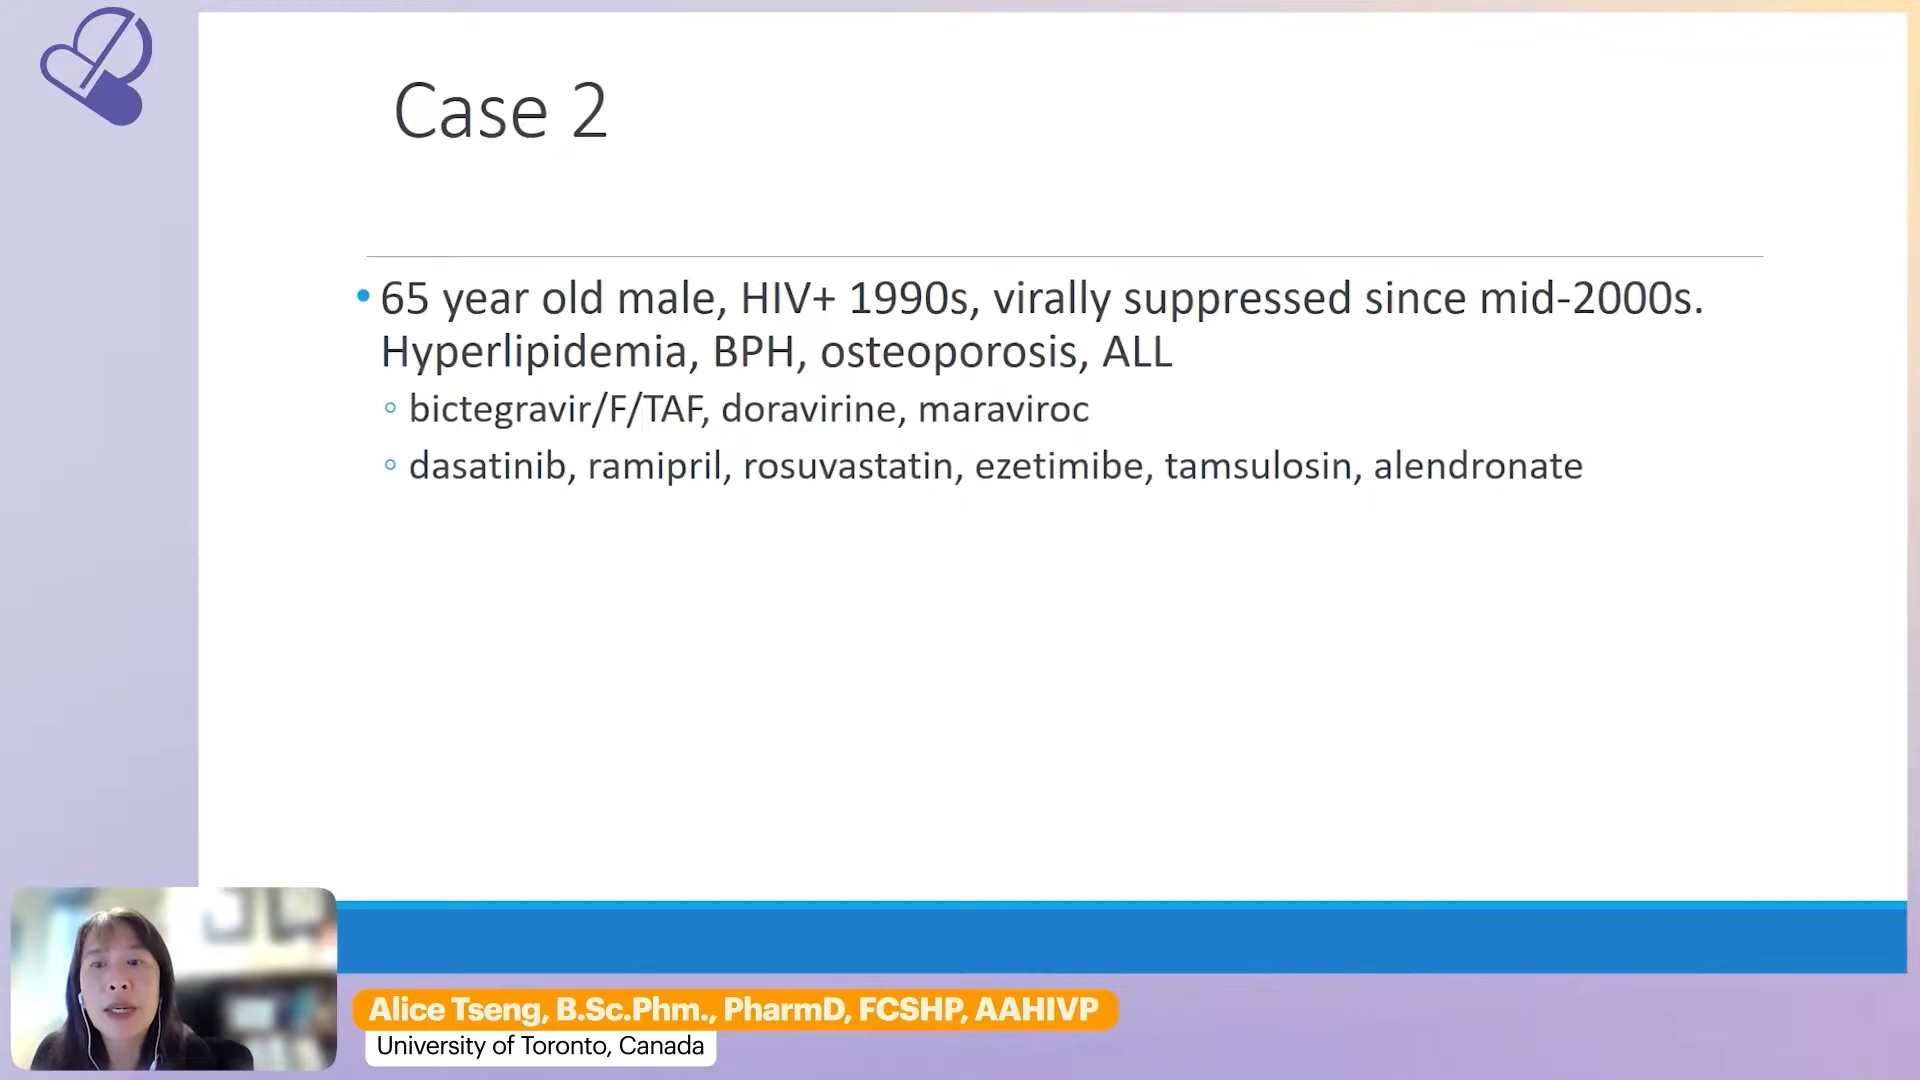 Case 2
• 65 year old male, HIV+ 1990s, virally suppressed since mid-2000s.
Hyperlipidemia, BPH, osteoporosis, ALL
◦ bictegravir/F/TAF, doravirine, maraviroc
◦ dasatinib, ramipril, rosuvastatin, ezetimibe, tamsulosin, alendronate
Alice Tseng, B.Sc.Phm., PharmD, FCSHP, AAHIVP
University of Toronto, Canada